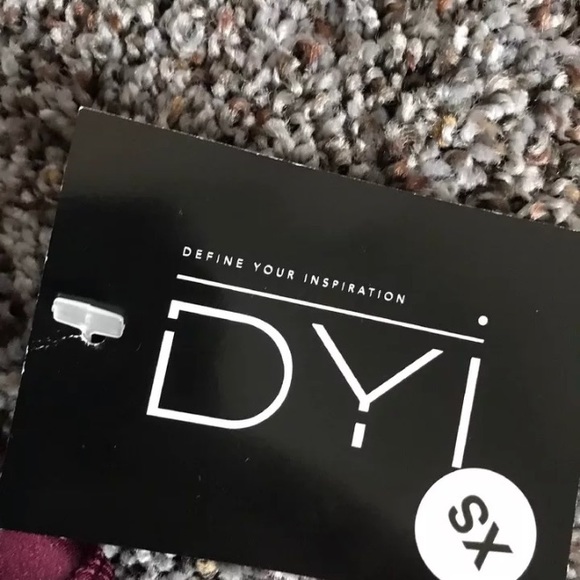 DEFINE YOUR INSPIRATION
DYI
XS